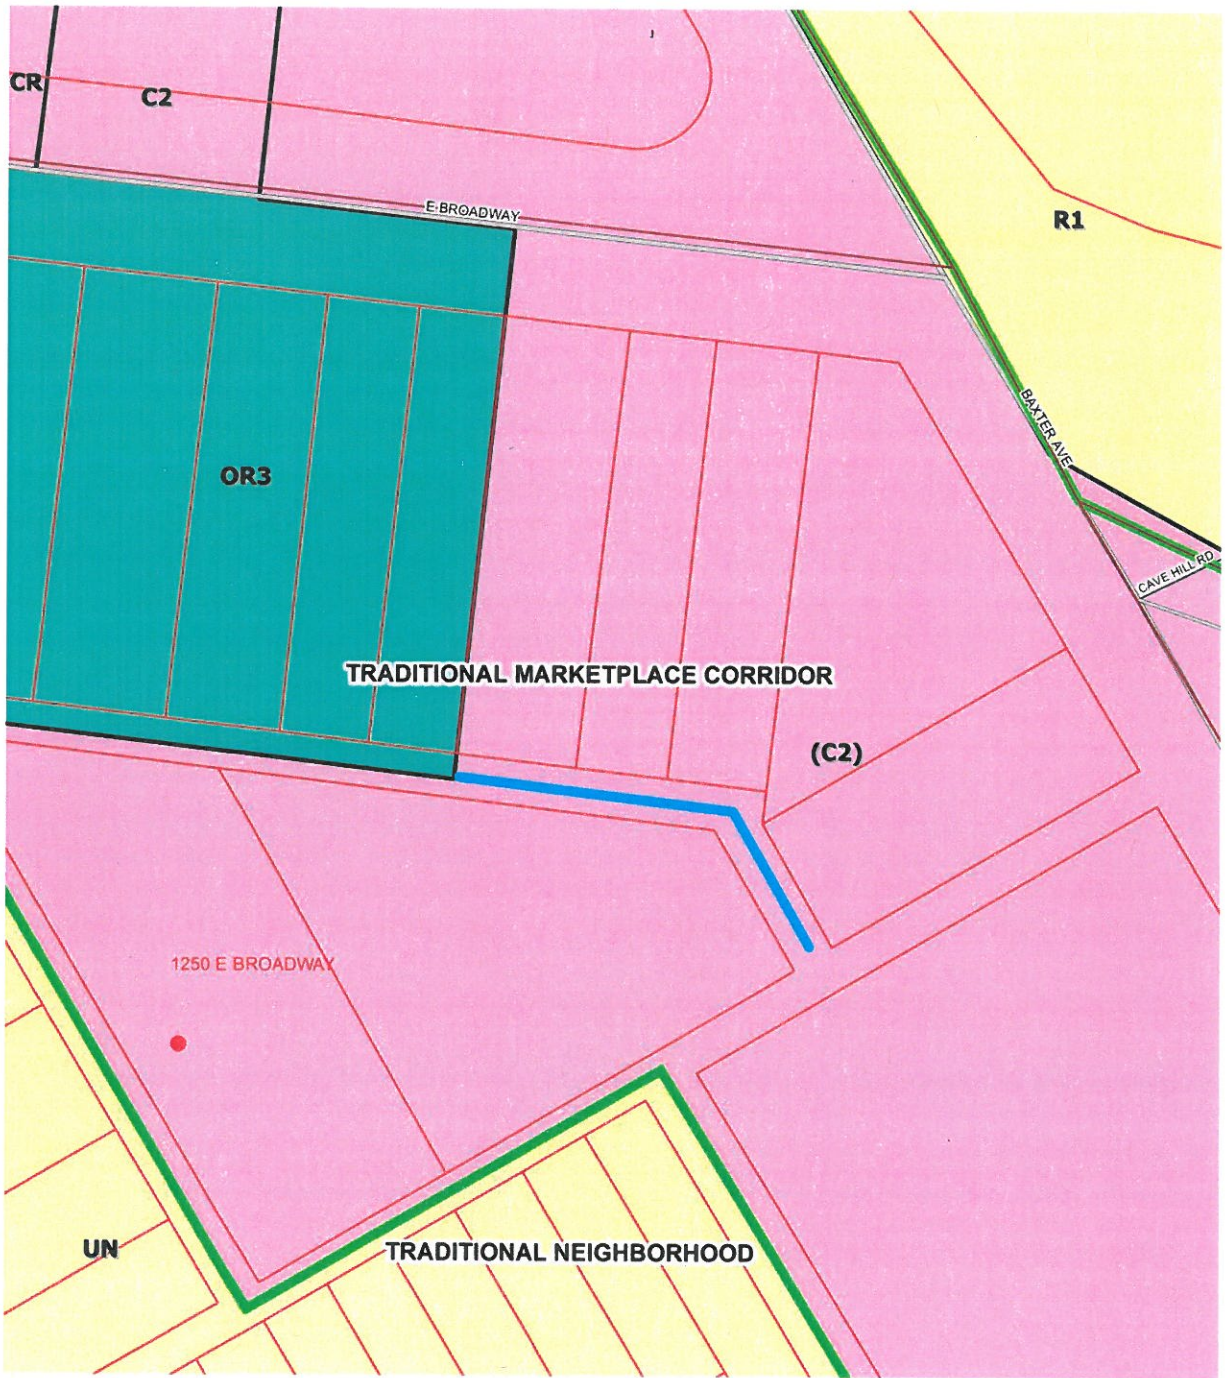 CR
C2
E BROADWAY
R1
BAXTER AVE
OR3
CAVE HILL RD
TRADITIONAL MARKETPLACE CORRIDOR
(C2)
1250 E BROADWAY
UN
TRADITIONAL NEIGHBORHOOD